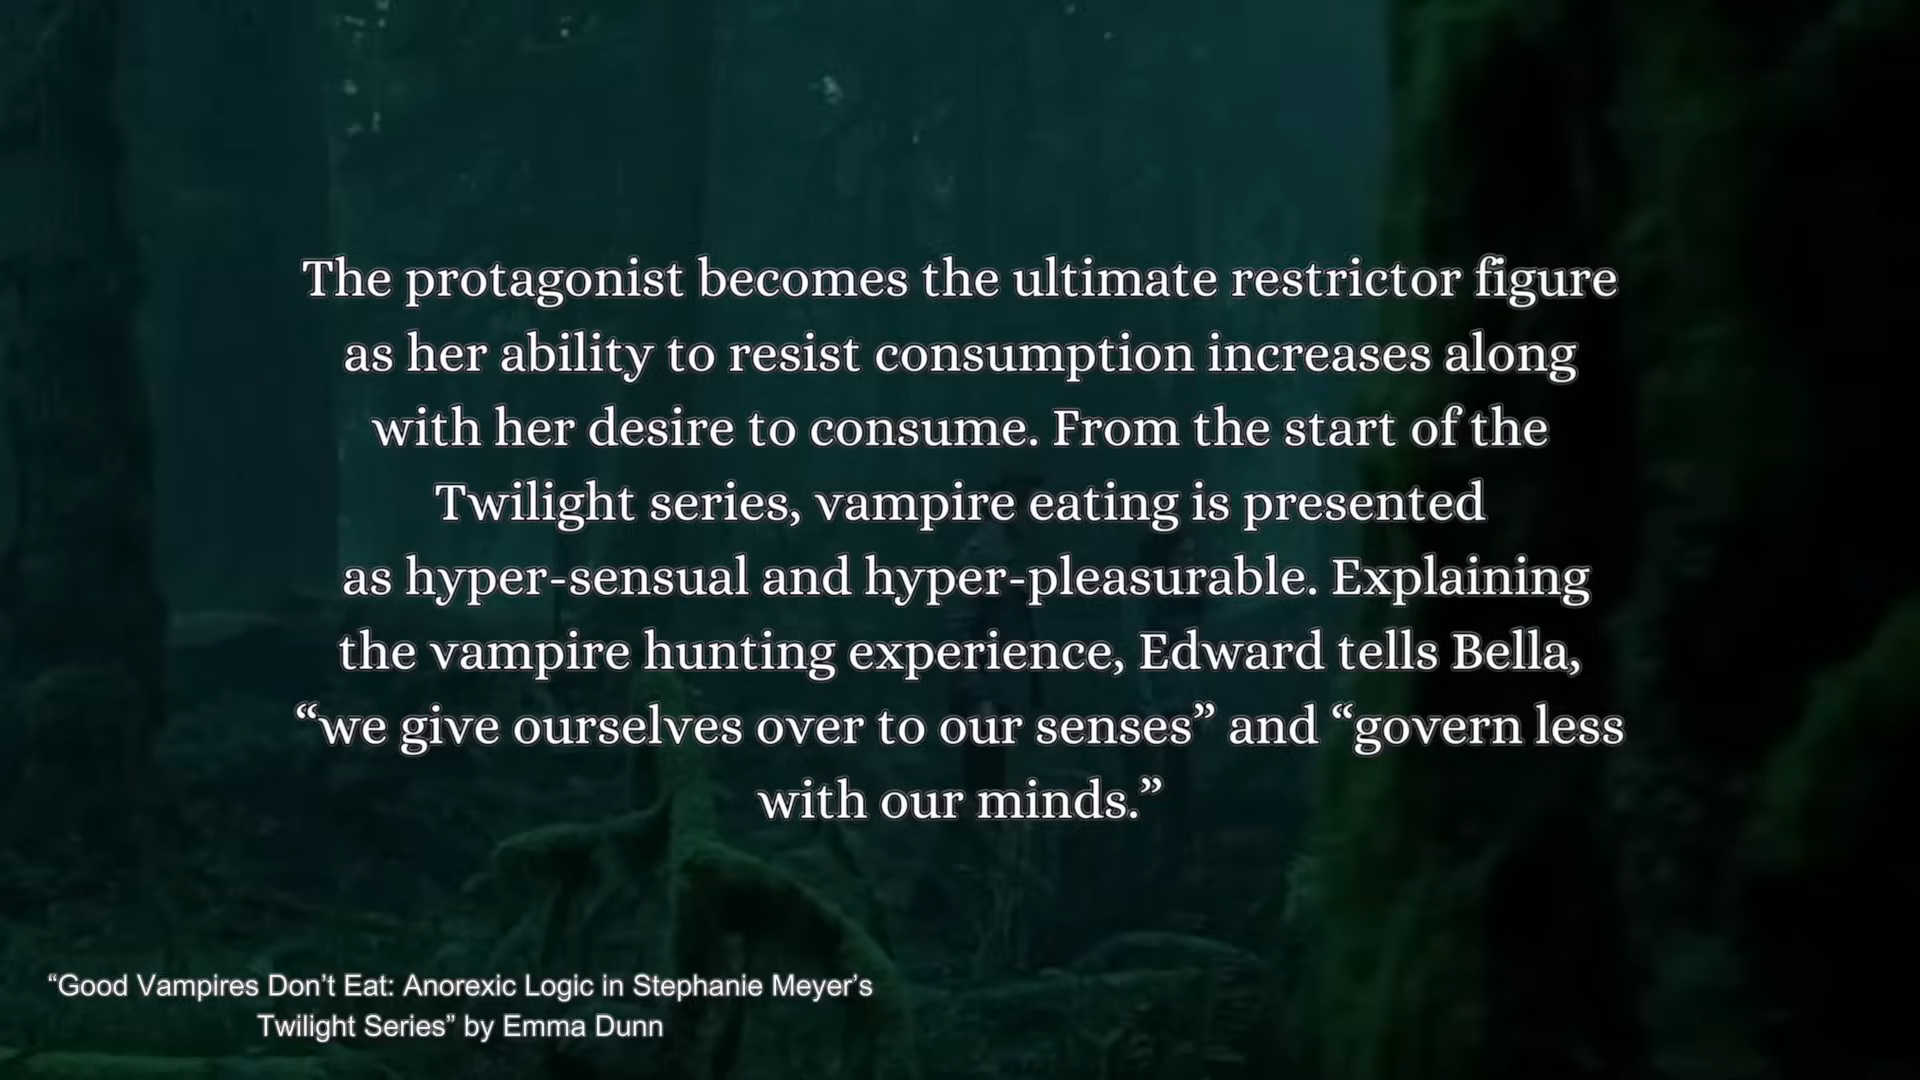 The protagonist becomes the ultimate restrictor figure
as her ability to resist consumption increases along
with her desire to consume. From the start of the
Twilight series, vampire eating is presented
as hyper-sensual and hyper-pleasurable. Explaining
the vampire hunting experience, Edward tells Bella,
“we give ourselves over to our senses” and “govern less
with our minds.”
“Good Vampires Don’t Eat: Anorexic Logic in Stephanie Meyer’s
Twilight Series” by Emma Dunn